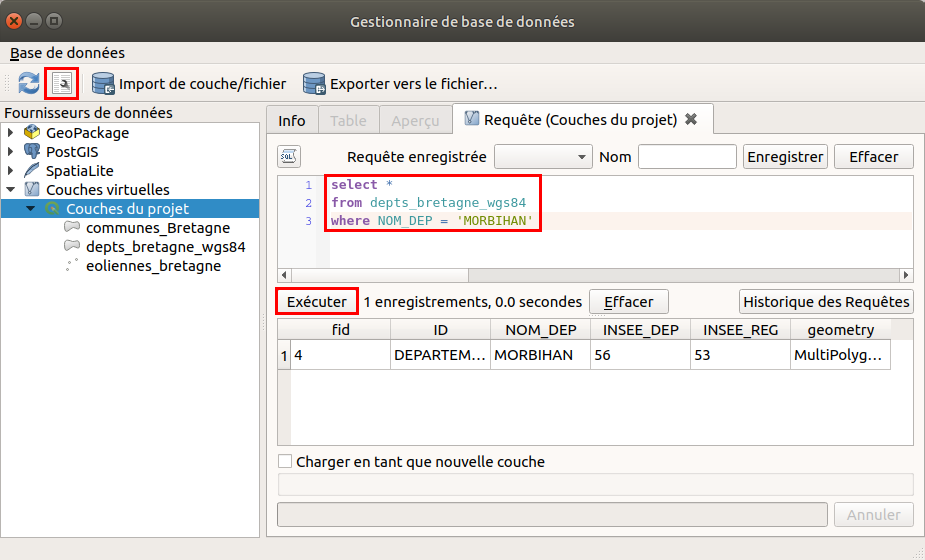 Gestionnaire de base de données
Base de données
Import de couche/fichier Exporter vers le fichier...
Fournisseurs de données
GeoPackage
PostGIS
SpatiaLite
Couches virtuelles
Couches du projet
communes_Bretagne
depts_bretagne_wgs84
eoliennes_bretagne
Info Table Aperçu Requête (Couches du projet)
SQL Requête enregistrée Nom Enregistrer Effacer
1 select *
2 from depts_bretagne_wgs84
3 where NOM_DEP = 'MORBIHAN'
Exécuter 1 enregistrements, 0.0 secondes Effacer Historique des Requêtes
fid ID NOM_DEP INSEE_DEP INSEE_REG geometry
1 4 DEPARTEM... MORBIHAN 56 53 MultiPolyg...
Charger en tant que nouvelle couche
Annuler